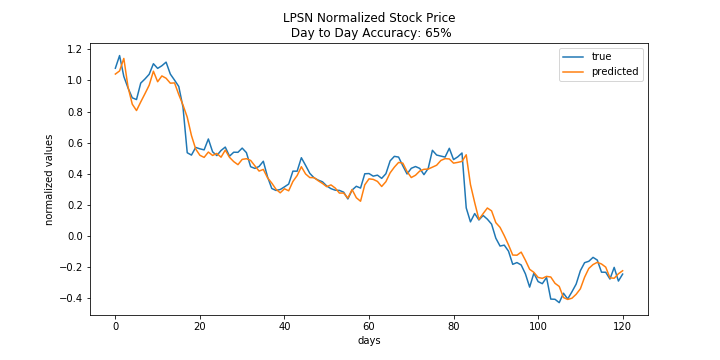 LPSN Normalized Stock Price
Day to Day Accuracy: 65%
true
predicted
normalized values
1.2
1.0
0.8
0.6
0.4
0.2
0.0
−0.2
−0.4
0 20 40 60 80 100 120
days